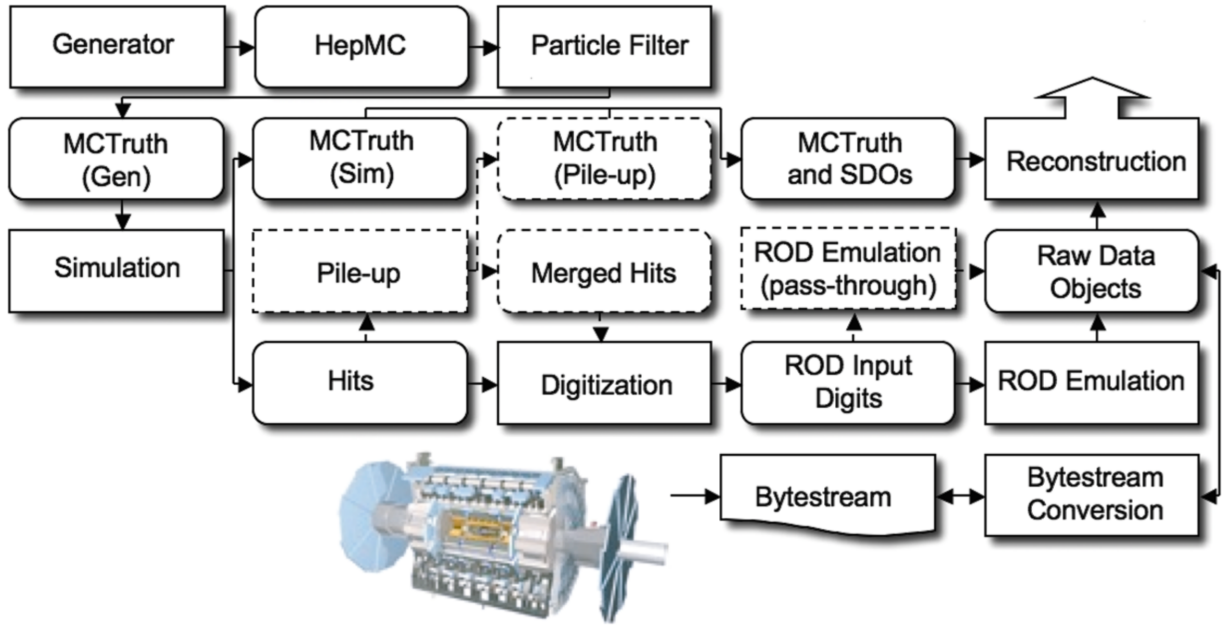 Generator
HepMC
Particle Filter
MCTruth
(Gen)
MCTruth
(Sim)
MCTruth
(Pile-up)
MCTruth
and SDOs
Reconstruction
Simulation
Pile-up
Merged Hits
ROD Emulation
(pass-through)
Raw Data
Objects
Hits
Digitization
ROD Input
Digits
ROD Emulation
Bytestream
Bytestream
Conversion